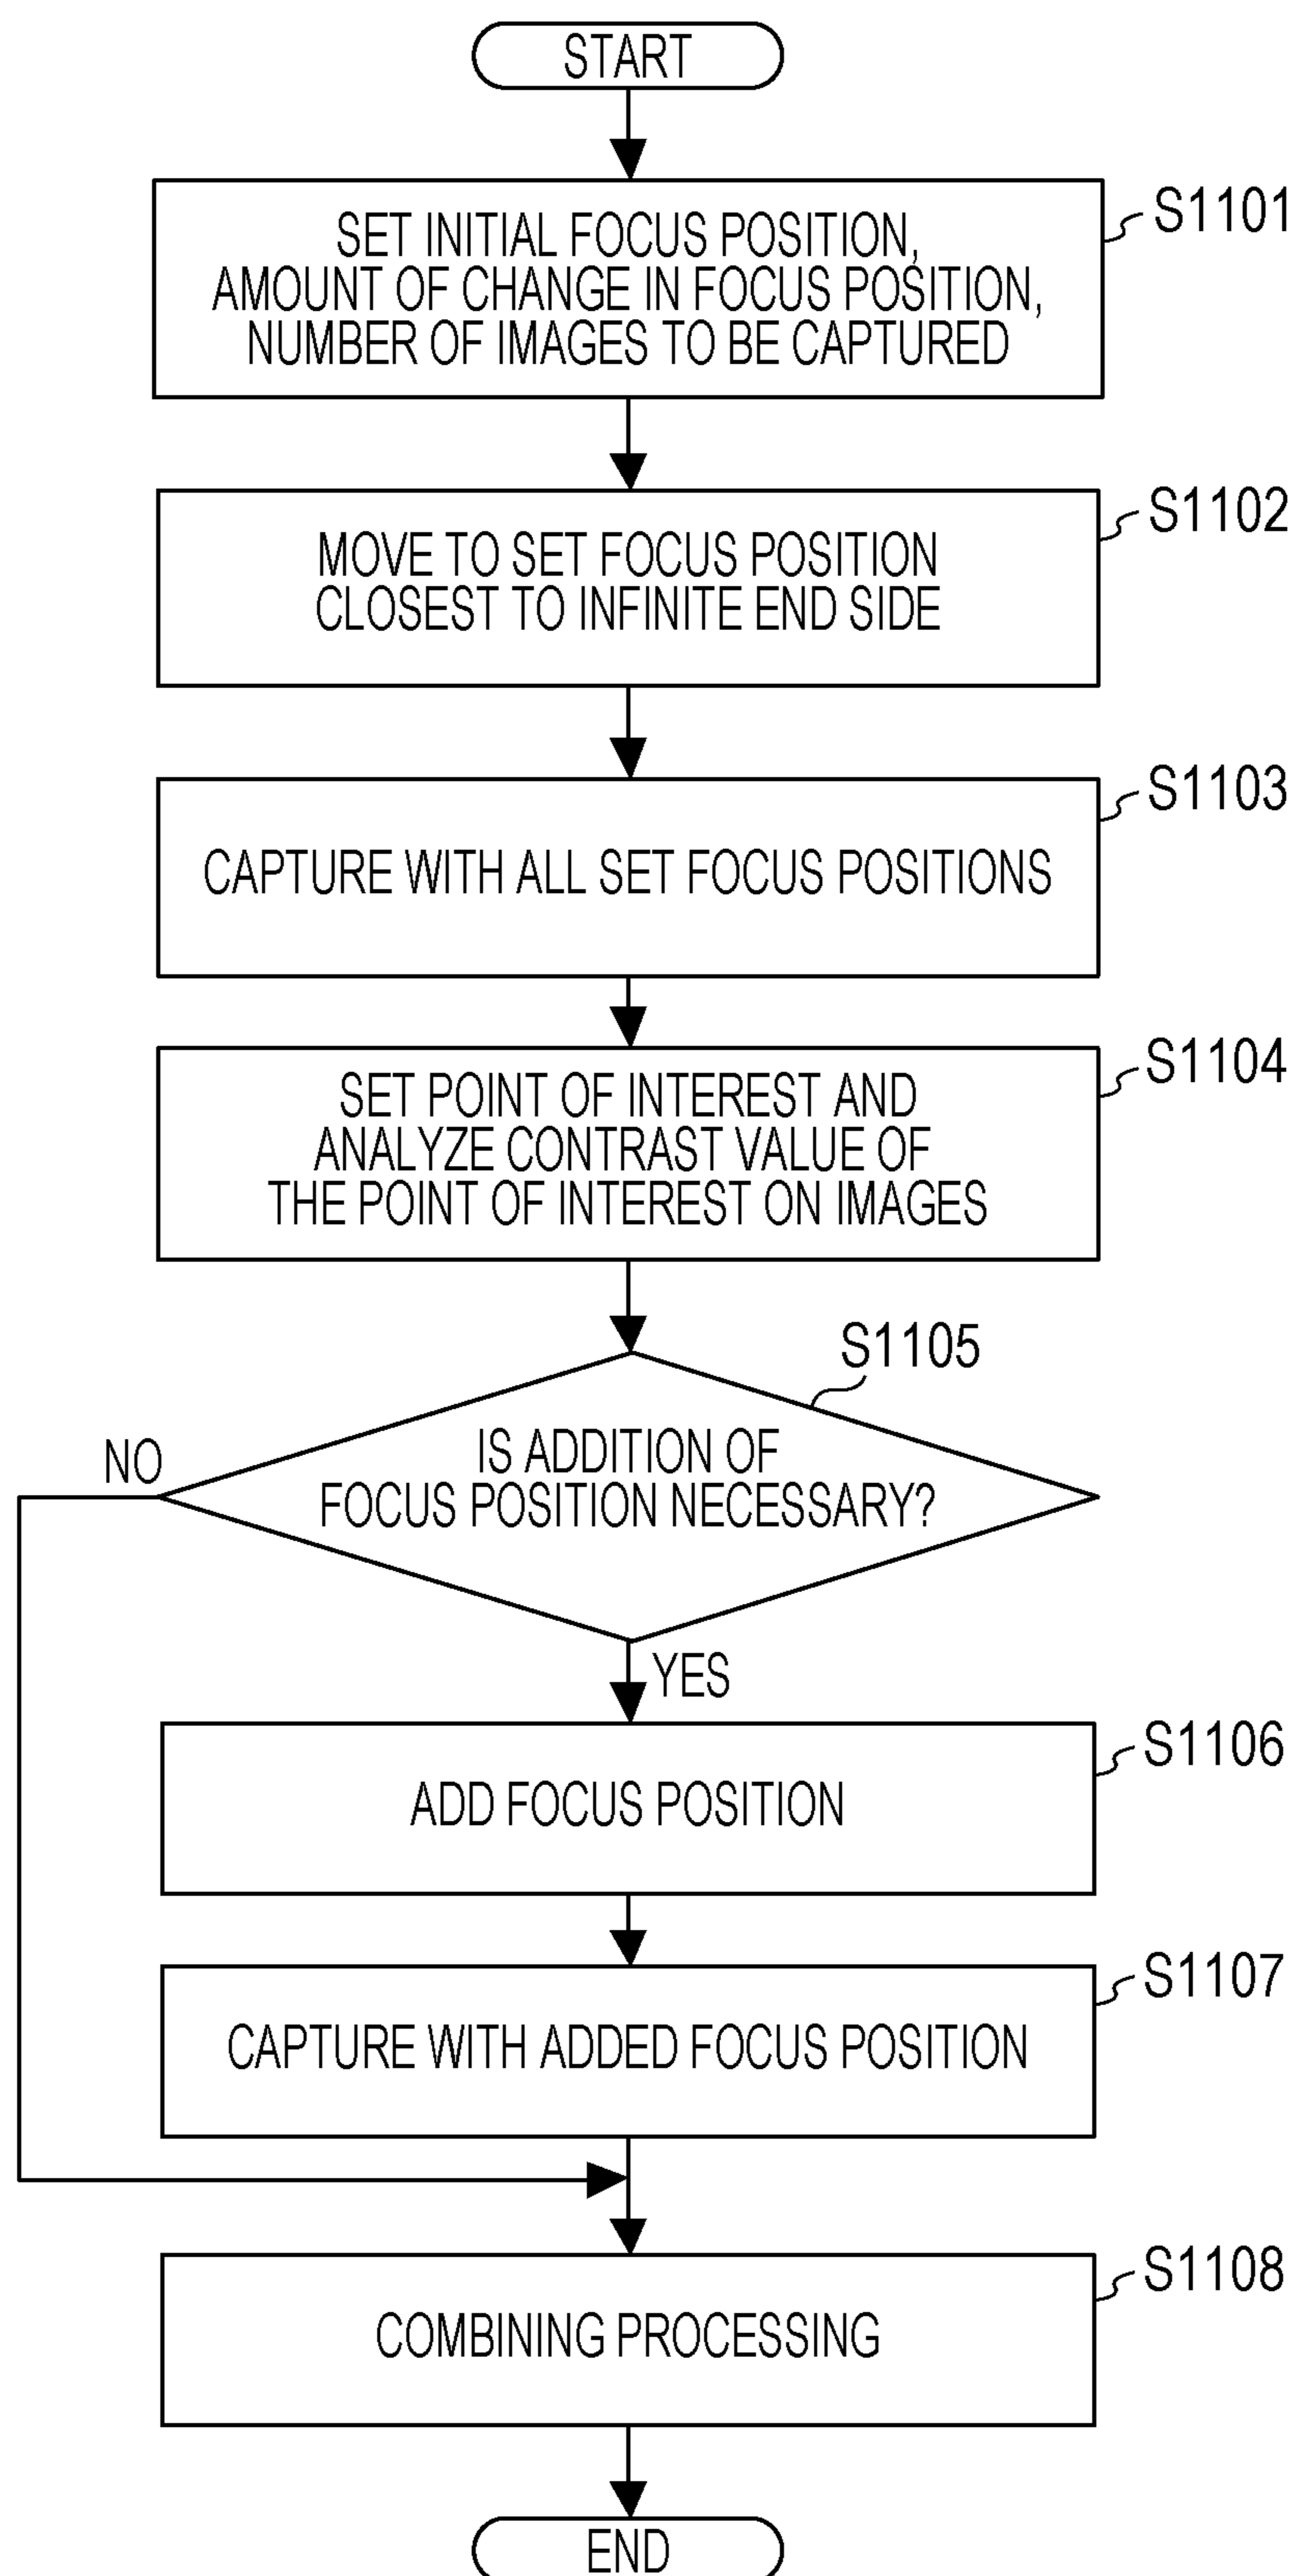 START
S1101
SET INITIAL FOCUS POSITION,
AMOUNT OF CHANGE IN FOCUS POSITION,
NUMBER OF IMAGES TO BE CAPTURED
S1102
MOVE TO SET FOCUS POSITION
CLOSEST TO INFINITE END SIDE
S1103
CAPTURE WITH ALL SET FOCUS POSITIONS
S1104
SET POINT OF INTEREST AND
ANALYZE CONTRAST VALUE OF
THE POINT OF INTEREST ON IMAGES
S1105
NO
IS ADDITION OF
FOCUS POSITION NECESSARY?
YES
S1106
ADD FOCUS POSITION
S1107
CAPTURE WITH ADDED FOCUS POSITION
S1108
COMBINING PROCESSING
END